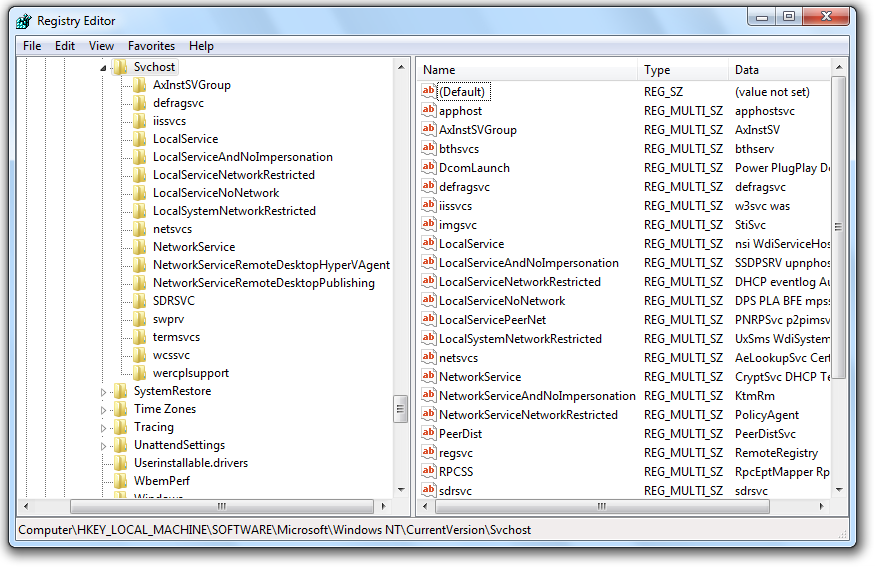 Registry Editor
File Edit View Favorites Help
Svchost
AxInstSVGroup
defragsvc
iissvcs
LocalService
LocalServiceAndNoImpersonation
LocalServiceNetworkRestricted
LocalServiceNoNetwork
LocalSystemNetworkRestricted
netsvcs
NetworkService
NetworkServiceRemoteDesktopHyperVAgent
NetworkServiceRemoteDesktopPublishing
SDRSVC
swprv
termsvcs
wcssvc
wercplsupport
SystemRestore
Time Zones
Tracing
UnattendSettings
Userinstallable.drivers
WbemPerf
Windows
Name Type Data
(Default) REG_SZ (value not set)
apphost REG_MULTI_SZ apphostsvc
AxInstSVGroup REG_MULTI_SZ AxInstSV
bthsvcs REG_MULTI_SZ bthserv
DcomLaunch REG_MULTI_SZ Power PlugPlay Dc
defragsvc REG_MULTI_SZ defragsvc
iissvcs REG_MULTI_SZ w3svc was
imgsvc REG_MULTI_SZ StiSvc
LocalService REG_MULTI_SZ nsi WdiServiceHos
LocalServiceAndNoImpersonation REG_MULTI_SZ SSDPSRV upnphos
LocalServiceNetworkRestricted REG_MULTI_SZ DHCP eventlog Au
LocalServiceNoNetwork REG_MULTI_SZ DPS PLA BFE mpss
LocalServicePeerNet REG_MULTI_SZ PNRPSvc p2pimsv
LocalSystemNetworkRestricted REG_MULTI_SZ UxSms WdiSystem
netsvcs REG_MULTI_SZ AeLookupSvc Cert
NetworkService REG_MULTI_SZ CryptSvc DHCP Te
NetworkServiceAndNoImpersonation REG_MULTI_SZ KtmRm
NetworkServiceNetworkRestricted REG_MULTI_SZ PolicyAgent
PeerDist REG_MULTI_SZ PeerDistSvc
regsvc REG_MULTI_SZ RemoteRegistry
RPCSS REG_MULTI_SZ RpcEptMapper Rp
sdrsvc REG_MULTI_SZ sdrsvc
Computer\HKEY_LOCAL_MACHINE\SOFTWARE\Microsoft\Windows NT\CurrentVersion\Svchost